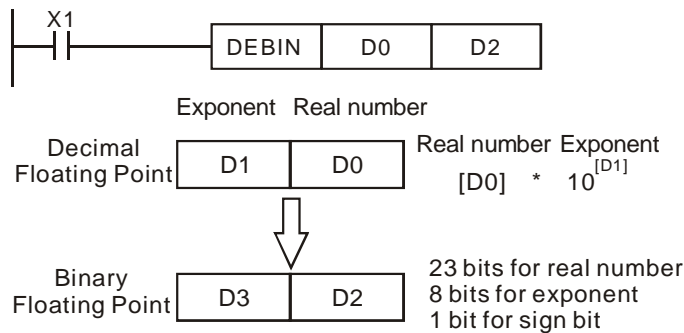 X1
DEBIN D0 D2
Exponent Real number
Decimal Floating Point D1 D0
Real number Exponent
[D0] * 10[D1]
Binary Floating Point D3 D2
23 bits for real number
8 bits for exponent
1 bit for sign bit